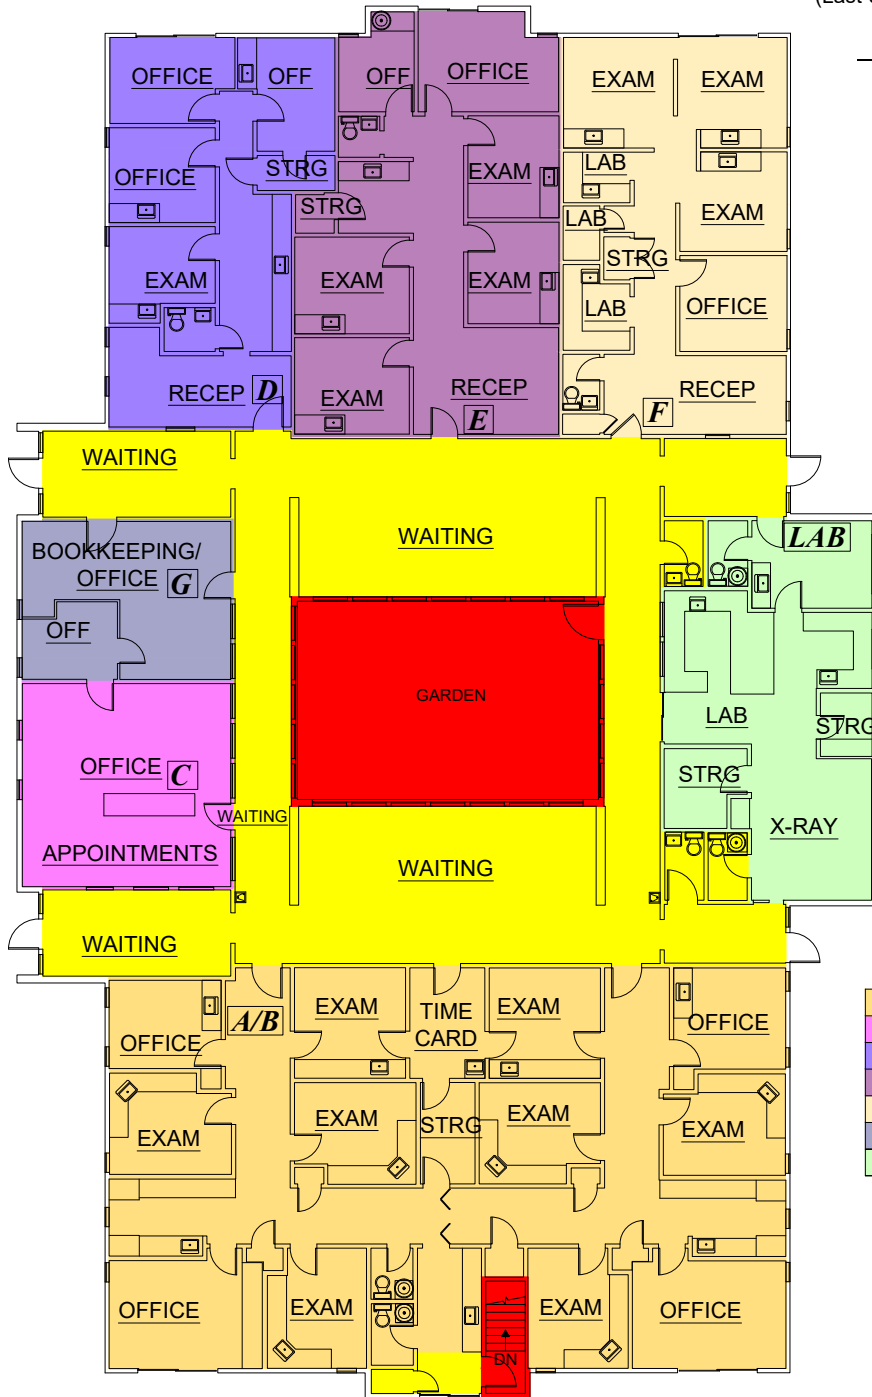 OFFICE
OFF
OFF
OFFICE
EXAM
EXAM
OFFICE
STRG
EXAM
LAB
STRG
LAB
EXAM
EXAM
EXAM
EXAM
STRG
LAB
OFFICE
RECEP D
EXAM
RECEP
E
F
RECEP
WAITING
WAITING
LAB
BOOKKEEPING/
OFFICE G
OFF
GARDEN
LAB
STRG
OFFICE C
STRG
WAITING
X-RAY
APPOINTMENTS
WAITING
WAITING
A/B
EXAM
TIME
CARD
EXAM
OFFICE
OFFICE
EXAM
EXAM
STRG
EXAM
EXAM
OFFICE
EXAM
EXAM
OFFICE
DN